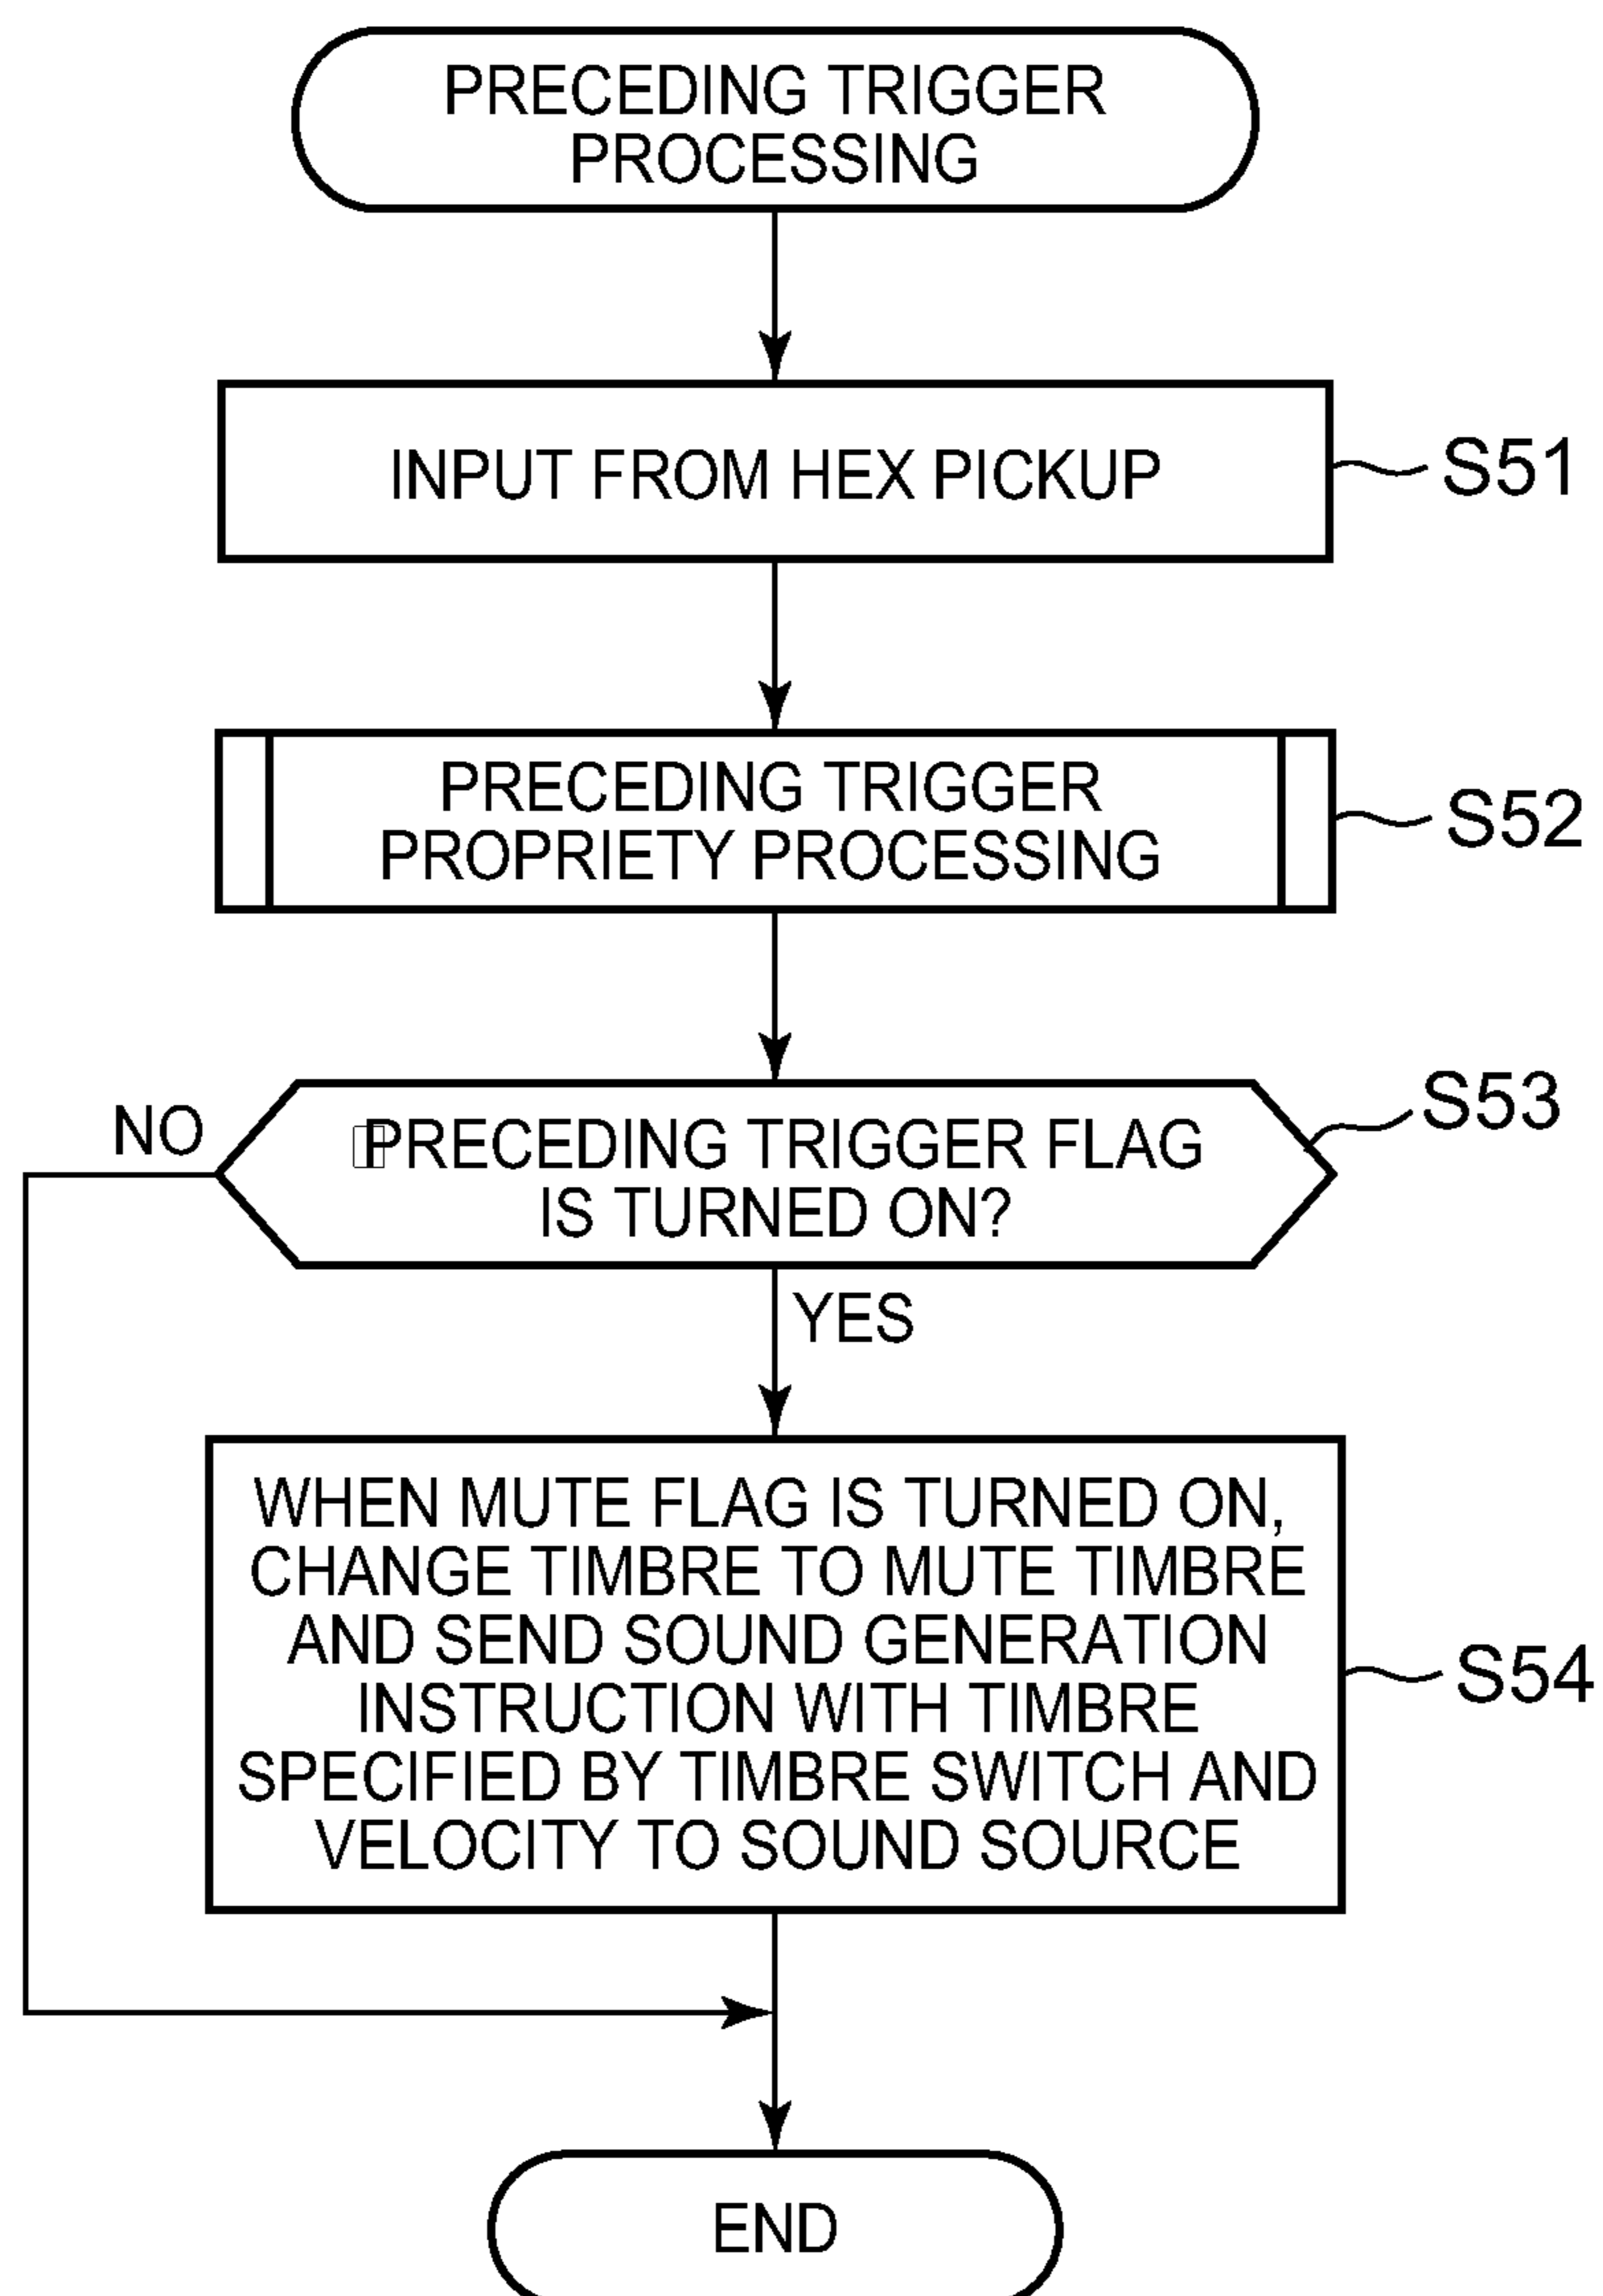 PRECEDING TRIGGER
PROCESSING
INPUT FROM HEX PICKUP
S51
PRECEDING TRIGGER
PROPRIETY PROCESSING
S52
NO
PRECEDING TRIGGER FLAG
IS TURNED ON?
S53
YES
WHEN MUTE FLAG IS TURNED ON,
CHANGE TIMBRE TO MUTE TIMBRE
AND SEND SOUND GENERATION
INSTRUCTION WITH TIMBRE
SPECIFIED BY TIMBRE SWITCH AND
VELOCITY TO SOUND SOURCE
S54
END